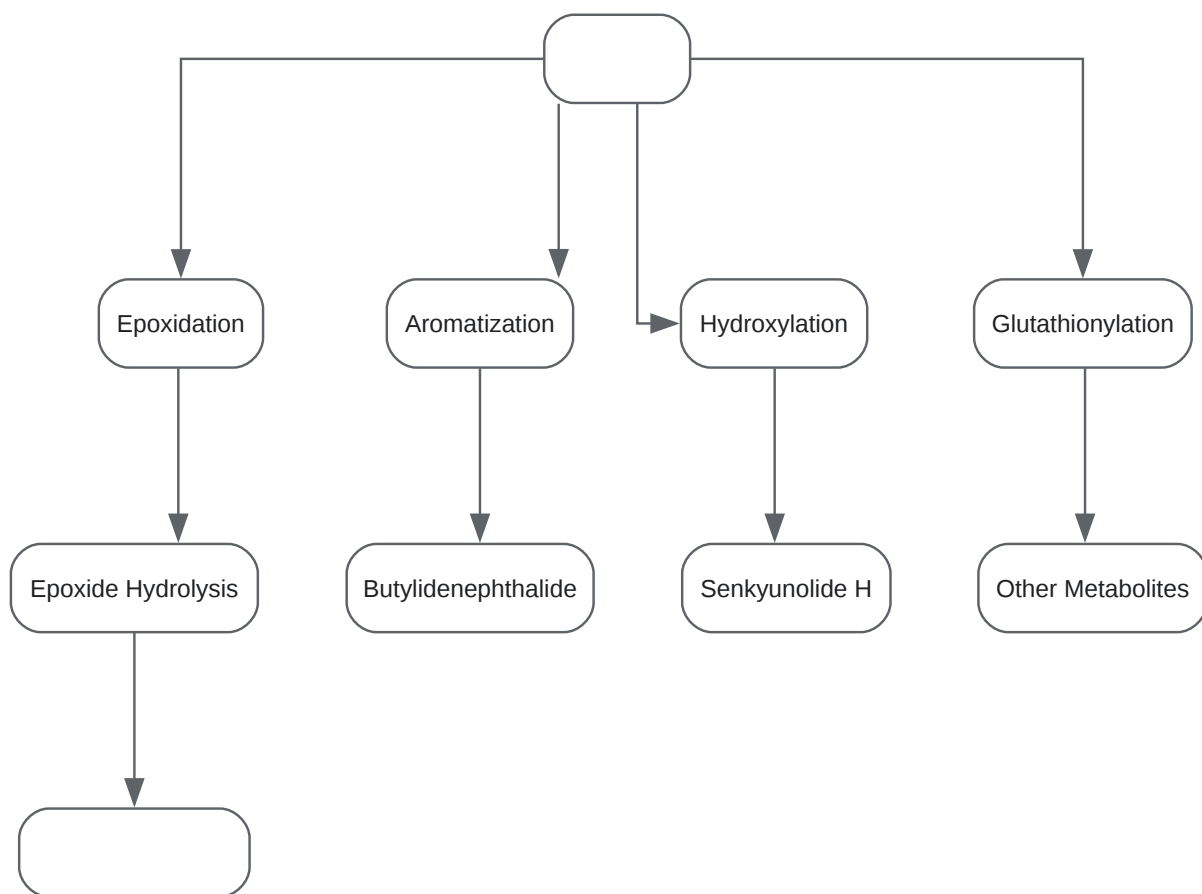 Epoxidation
Aromatization
Hydroxylation
Glutathionylation
Epoxide Hydrolysis
Butylidenephthalide
Senkyunolide H
Other Metabolites